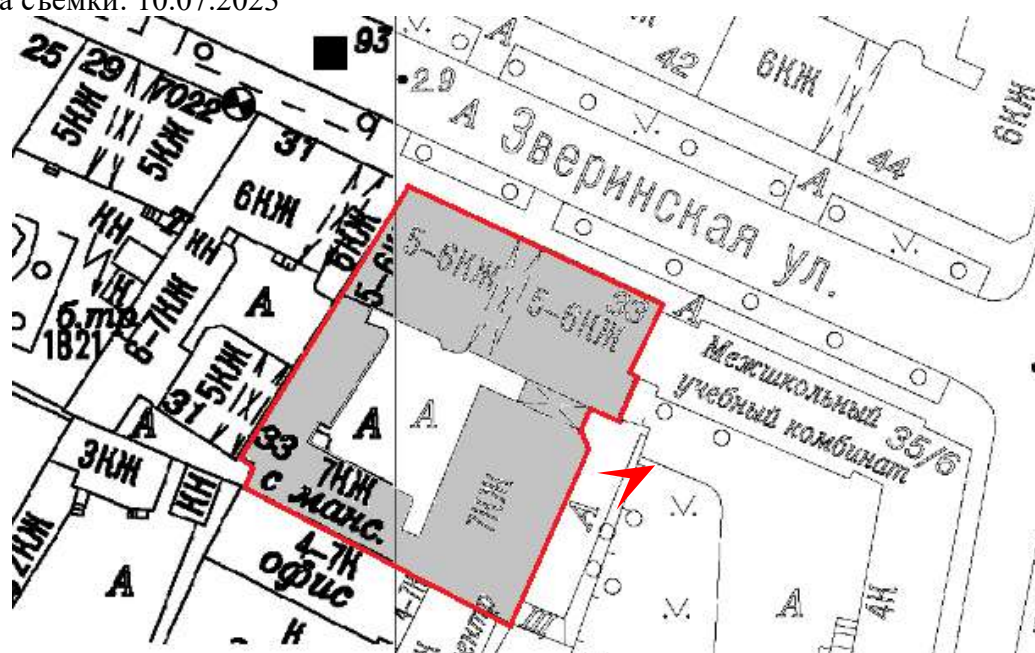 а съемки: 10.07.2023
25
29
7022
93
2.9
А
42
6КЖ
6КЖ
5КЖ
5КЖ
31
6КЖ
6КЖ
А
Зверинская ул.
А
44
КН
КН
5-6КЖ
5-6КЖ
33
А
А
6-7КЖ
б.тр.
1821
5КЖ
31
А
Межшкольный
учебный комбинат
35/6
А
А
33
7КЖ
с манс.
3КЖ
КН
4-7К
офис
А
2КЖ
А
А
4К
К